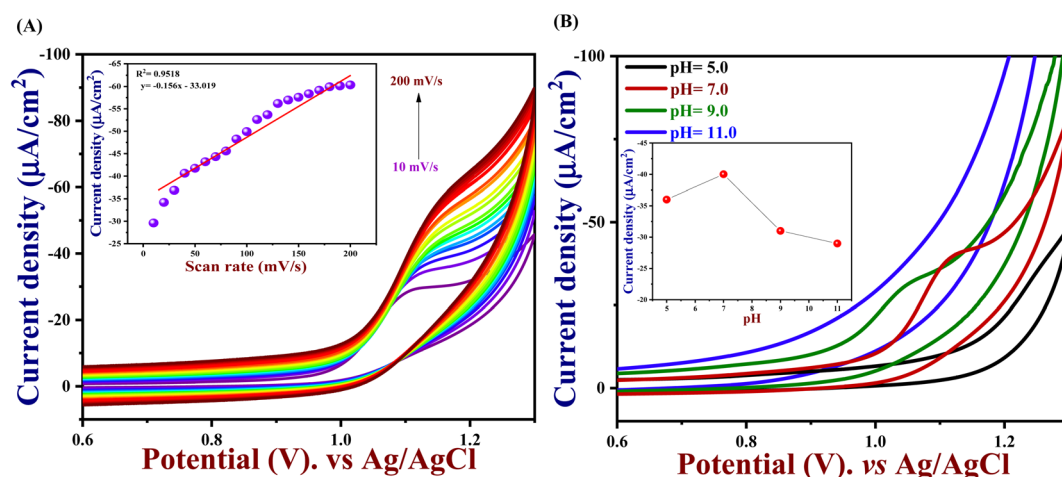 (A)
-100
-80
-60
-40
-20
0
Current density (µA/cm²)
0.6
0.8
1.0
1.2
Potential (V). vs Ag/AgCl
R²= 0.9518
y= -0.156x - 33.019
-65
-60
-55
-50
-45
-40
-35
-30
-25
Current density (µA/cm²)
0
50
100
150
200
Scan rate (mV/s)
200 mV/s
10 mV/s
(B)
-100
-50
0
Current density (µA/cm²)
0.6
0.8
1.0
1.2
Potential (V). vs Ag/AgCl
pH= 5.0
pH= 7.0
pH= 9.0
pH= 11.0
-45
-40
-35
-30
-25
-20
Current density (µA/cm²)
5
6
7
8
9
10
11
pH